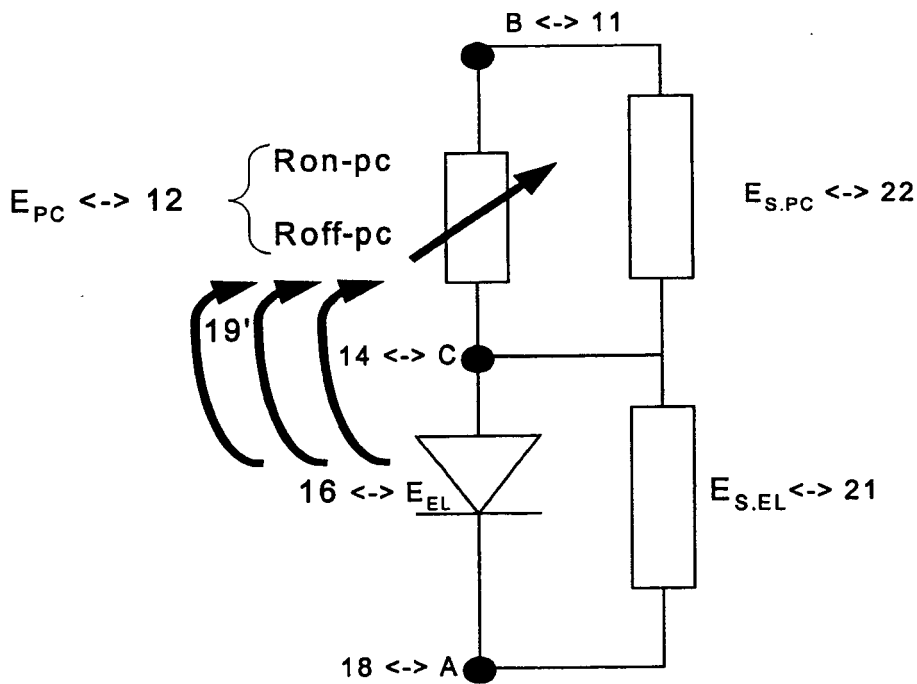 B <-> 11
Ron-pc
E_PC <-> 12
Roff-pc
E_S.PC <-> 22
19'
14 <-> C
16 <-> E_EL
E_S.EL <-> 21
18 <-> A